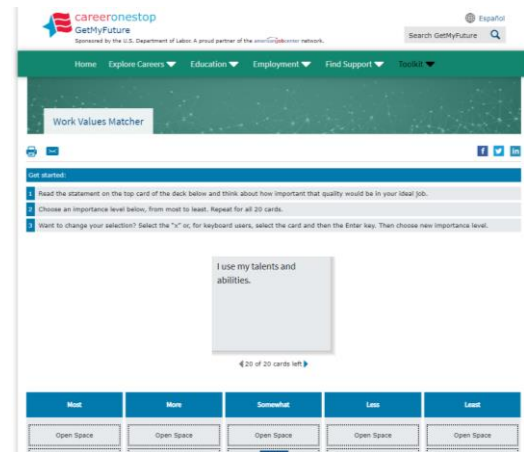 careeronestop
GetMyFuture
Sponsored by the U.S. Department of Labor. A proud partner of the americanjobcenter network.
Español
Search GetMyFuture
Home Explore Careers Education Employment Find Support Toolkit
Work Values Matcher
Get started:
1 Read the statement on the top card of the deck below and think about how important that quality would be in your ideal job.
2 Choose an importance level below, from most to least. Repeat for all 20 cards.
3 Want to change your selection? Select the "x" or, for keyboard users, select the card and then the Enter key. Then choose new importance level.
I use my talents and
abilities.
20 of 20 cards left
Most More Somewhat Less Least
Open Space Open Space Open Space Open Space Open Space